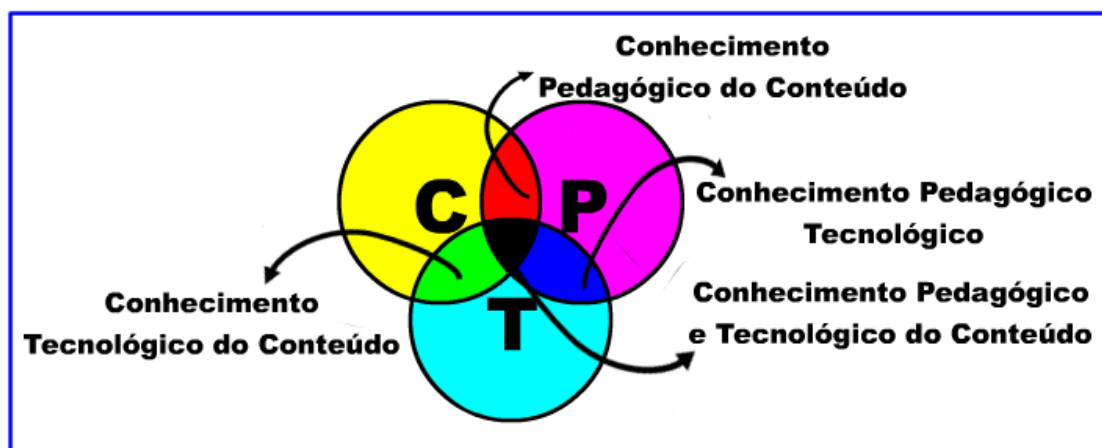 Conhecimento
Pedagógico do Conteúdo
C
P
Conhecimento Pedagógico
Tecnológico
Conhecimento
Tecnológico do Conteúdo
T
Conhecimento Pedagógico
e Tecnológico do Conteúdo